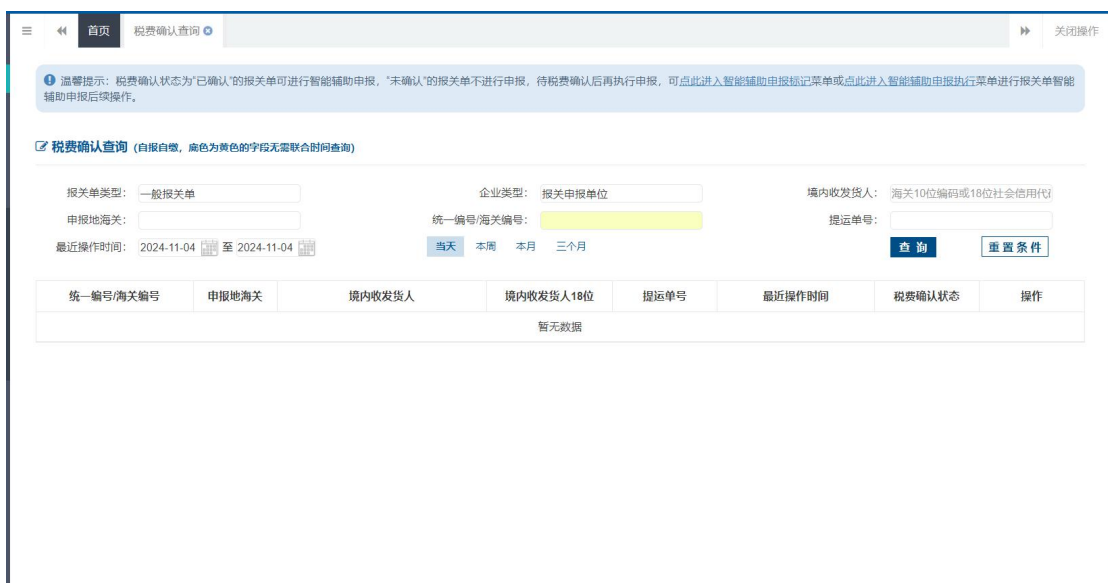 首页 税费确认查询 关闭操作
温馨提示：税费确认状态为"已确认"的报关单可进行智能辅助申报，"未确认"的报关单不进行申报，待税费确认后再执行申报，可点此进入智能辅助申报标记菜单或点此进入智能辅助申报执行菜单进行报关单智能
辅助申报后续操作。
税费确认查询 (自报自缴，底色为黄色的字段无需联合时间查询)
报关单类型： 一般报关单 企业类型： 报关申报单位 境内收发货人： 海关10位编码或18位社会信用代
申报地海关： 统一编号/海关编号： 提运单号：
最近操作时间： 2024-11-04 至 2024-11-04 当天 本周 本月 三个月 查询 重置条件
统一编号/海关编号 申报地海关 境内收发货人 境内收发货人18位 提运单号 最近操作时间 税费确认状态 操作
暂无数据